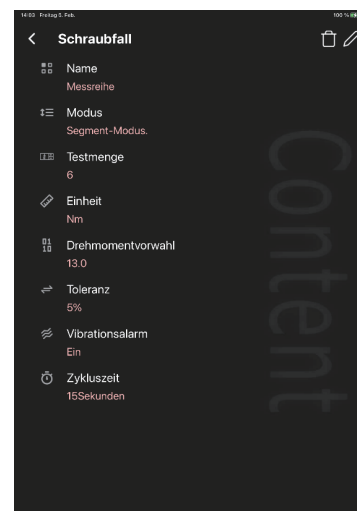 14:03 Freitag 5. Feb.
100 %
Schraubfall
Name
Messreihe
Modus
Segment-Modus.
Testmenge
6
Einheit
Nm
Drehmomentvorwahl
13.0
Toleranz
5%
Vibrationsalarm
Ein
Zykluszeit
15Sekunden
Content